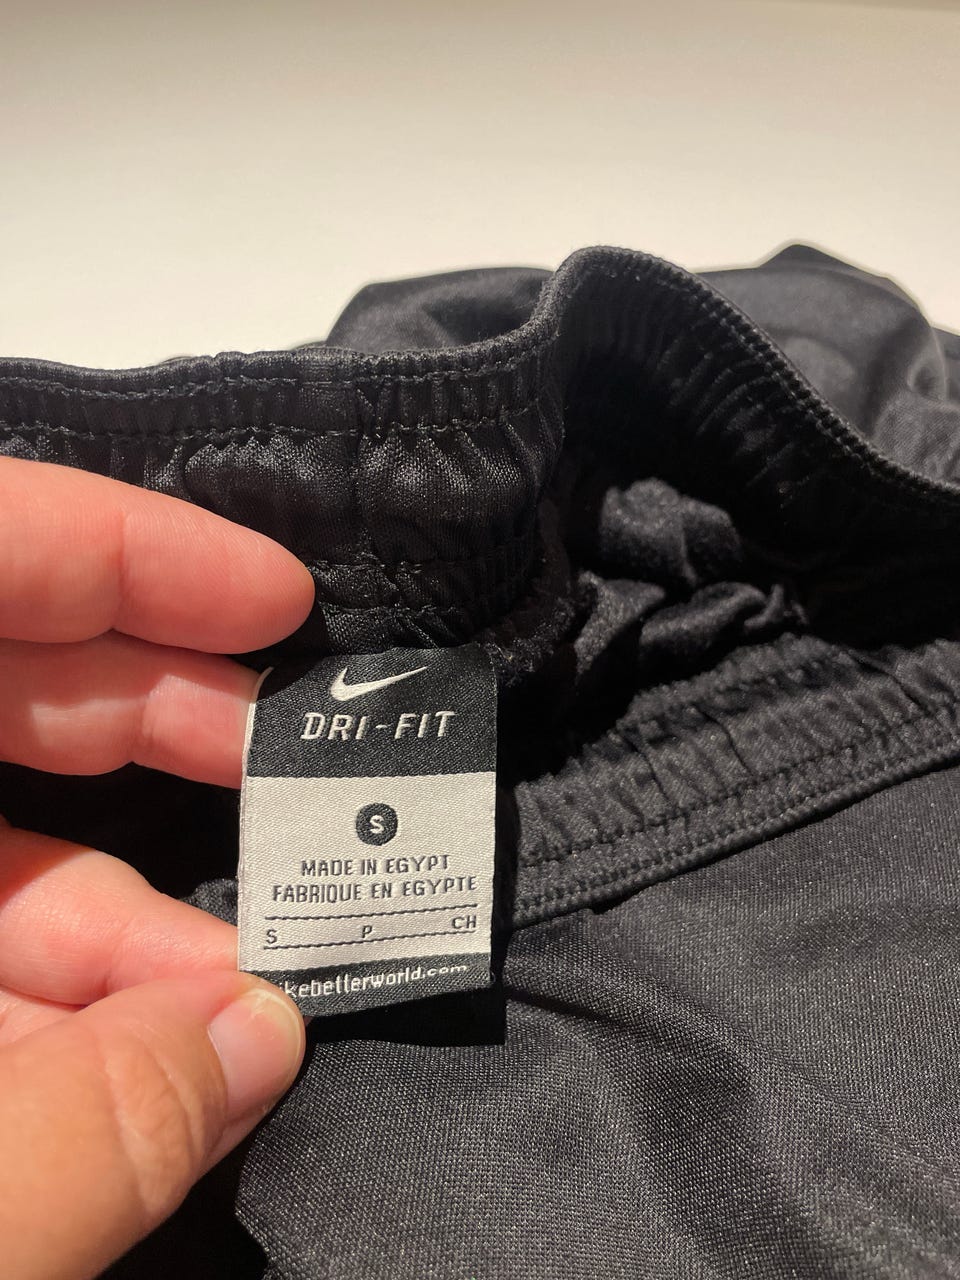 DRI-FIT
S
MADE IN EGYPT
FABRIQUE EN EGYPTE
S P CH